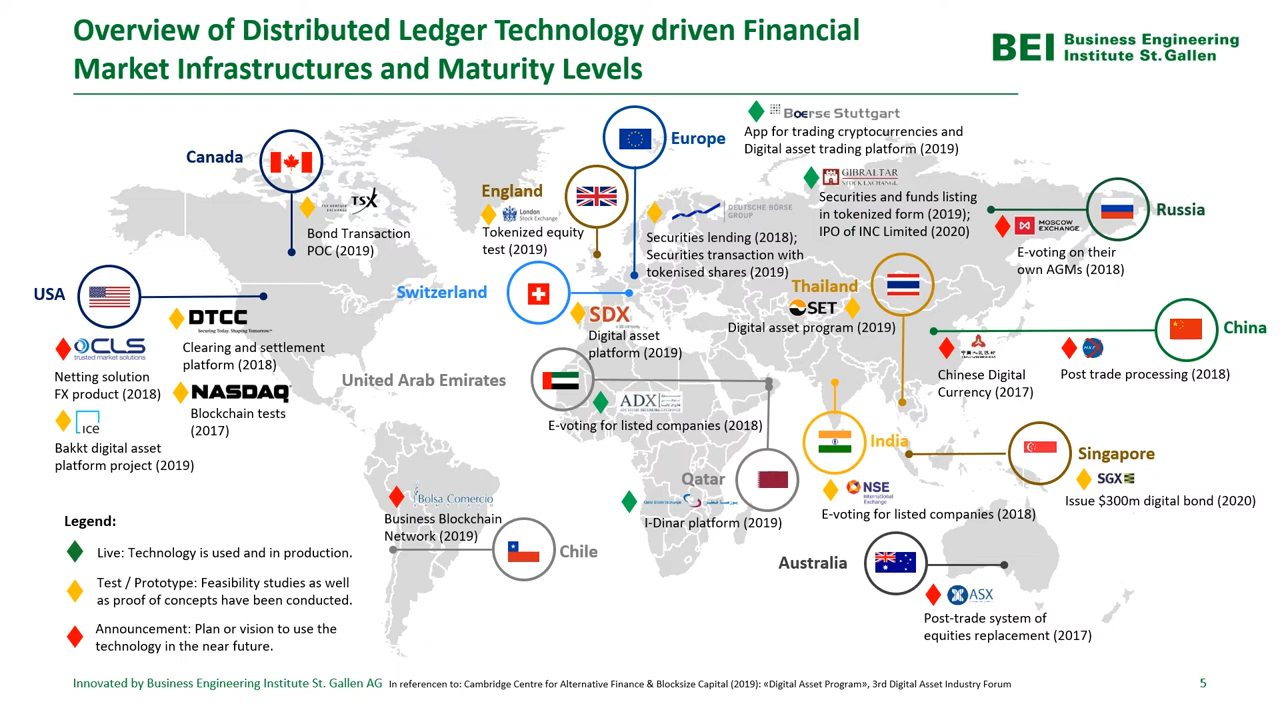 Overview of Distributed Ledger Technology driven Financial
Market Infrastructures and Maturity Levels
BEI Business Engineering
Institute St. Gallen
Canada
TSX
Bond Transaction
POC (2019)
England
London
Stock Exchange
Tokenized equity
test (2019)
Europe
Boerse Stuttgart
App for trading cryptocurrencies and
Digital asset trading platform (2019)
GIBRALTAR
STOCK EXCHANGE
Securities and funds listing
in tokenized form (2019);
IPO of INC Limited (2020)
DEUTSCHE BÖRSE
GROUP
Securities lending (2018);
Securities transaction with
tokenised shares (2019)
Russia
MOSCOW
EXCHANGE
E-voting on their
own AGMs (2018)
USA
DTCC
Securing Today. Shaping Tomorrow.
Clearing and settlement
platform (2018)
CLS
trusted market solutions
Netting solution
FX product (2018)
NASDAQ
Blockchain tests
(2017)
ice
Bakkt digital asset
platform project (2019)
Switzerland
SDX
Digital asset
platform (2019)
Thailand
SET
Digital asset program (2019)
China
Chinese Digital
Currency (2017)
Post trade processing (2018)
United Arab Emirates
ADX
E-voting for listed companies (2018)
Qatar
I-Dinar platform (2019)
India
NSE
International
Exchange
E-voting for listed companies (2018)
Singapore
SGX
Issue $300m digital bond (2020)
Bolsa Comercio
Business Blockchain
Network (2019)
Chile
Australia
ASX
Post-trade system of
equities replacement (2017)
Legend:
Live: Technology is used and in production.
Test / Prototype: Feasibility studies as well
as proof of concepts have been conducted.
Announcement: Plan or vision to use the
technology in the near future.
Innovated by Business Engineering Institute St. Gallen AG In referencen to: Cambridge Centre for Alternative Finance & Blocksize Capital (2019): «Digital Asset Program», 3rd Digital Asset Industry Forum
5